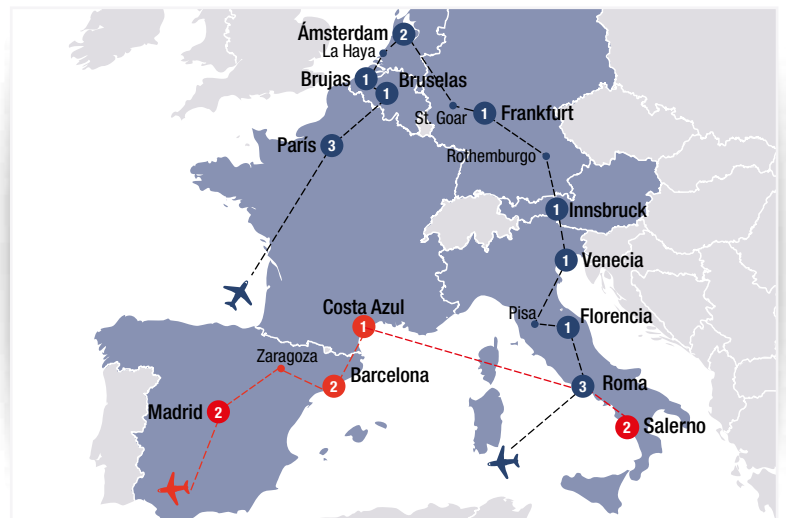 Ámsterdam
2
La Haya
Brujas
1
Bruselas
1
St. Goar
1
Frankfurt
París
3
Rothemburgo
1
Innsbruck
1
Venecia
Costa Azul
1
Pisa
1
Florencia
Zaragoza
2
Barcelona
3
Roma
Madrid
2
2
Salerno